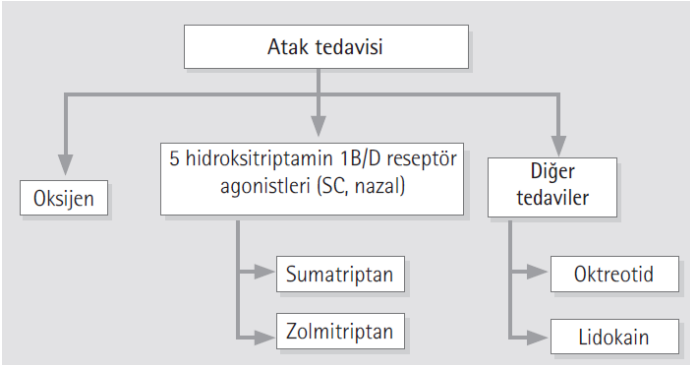 Atak tedavisi
Oksijen
5 hidroksitriptamin 1B/D reseptör
agonistleri (SC, nazal)
Sumatriptan
Zolmitriptan
Diğer
tedaviler
Oktreotid
Lidokain